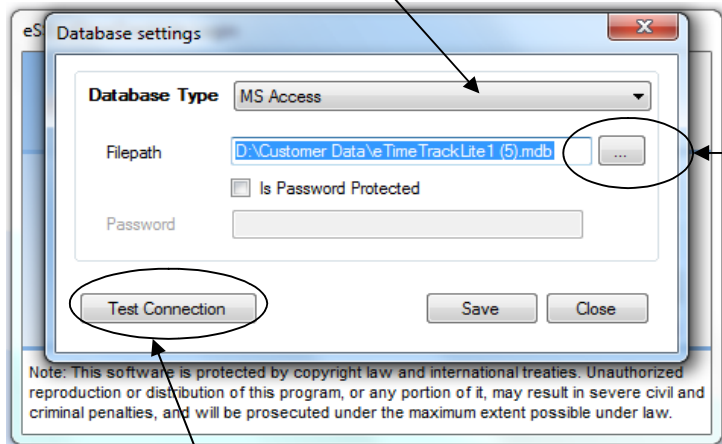 eS
Database settings
Database Type MS Access
Filepath D:\Customer Data\eTimeTrackLite1 (5).mdb ...
Is Password Protected
Password
Test Connection Save Close
Note: This software is protected by copyright law and international treaties. Unauthorized
reproduction or distribution of this program, or any portion of it, may result in severe civil and
criminal penalties, and will be prosecuted under the maximum extent possible under law.